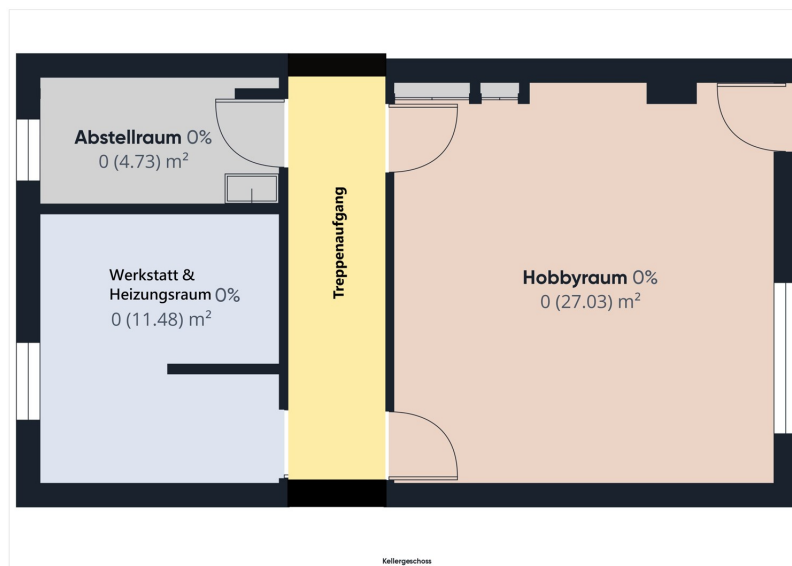 Abstellraum 0%
0 (4.73) m²
Treppenaufgang
Werkstatt &
Heizungsraum 0%
0 (11.48) m²
Hobbyraum 0%
0 (27.03) m²
Kellergeschoss